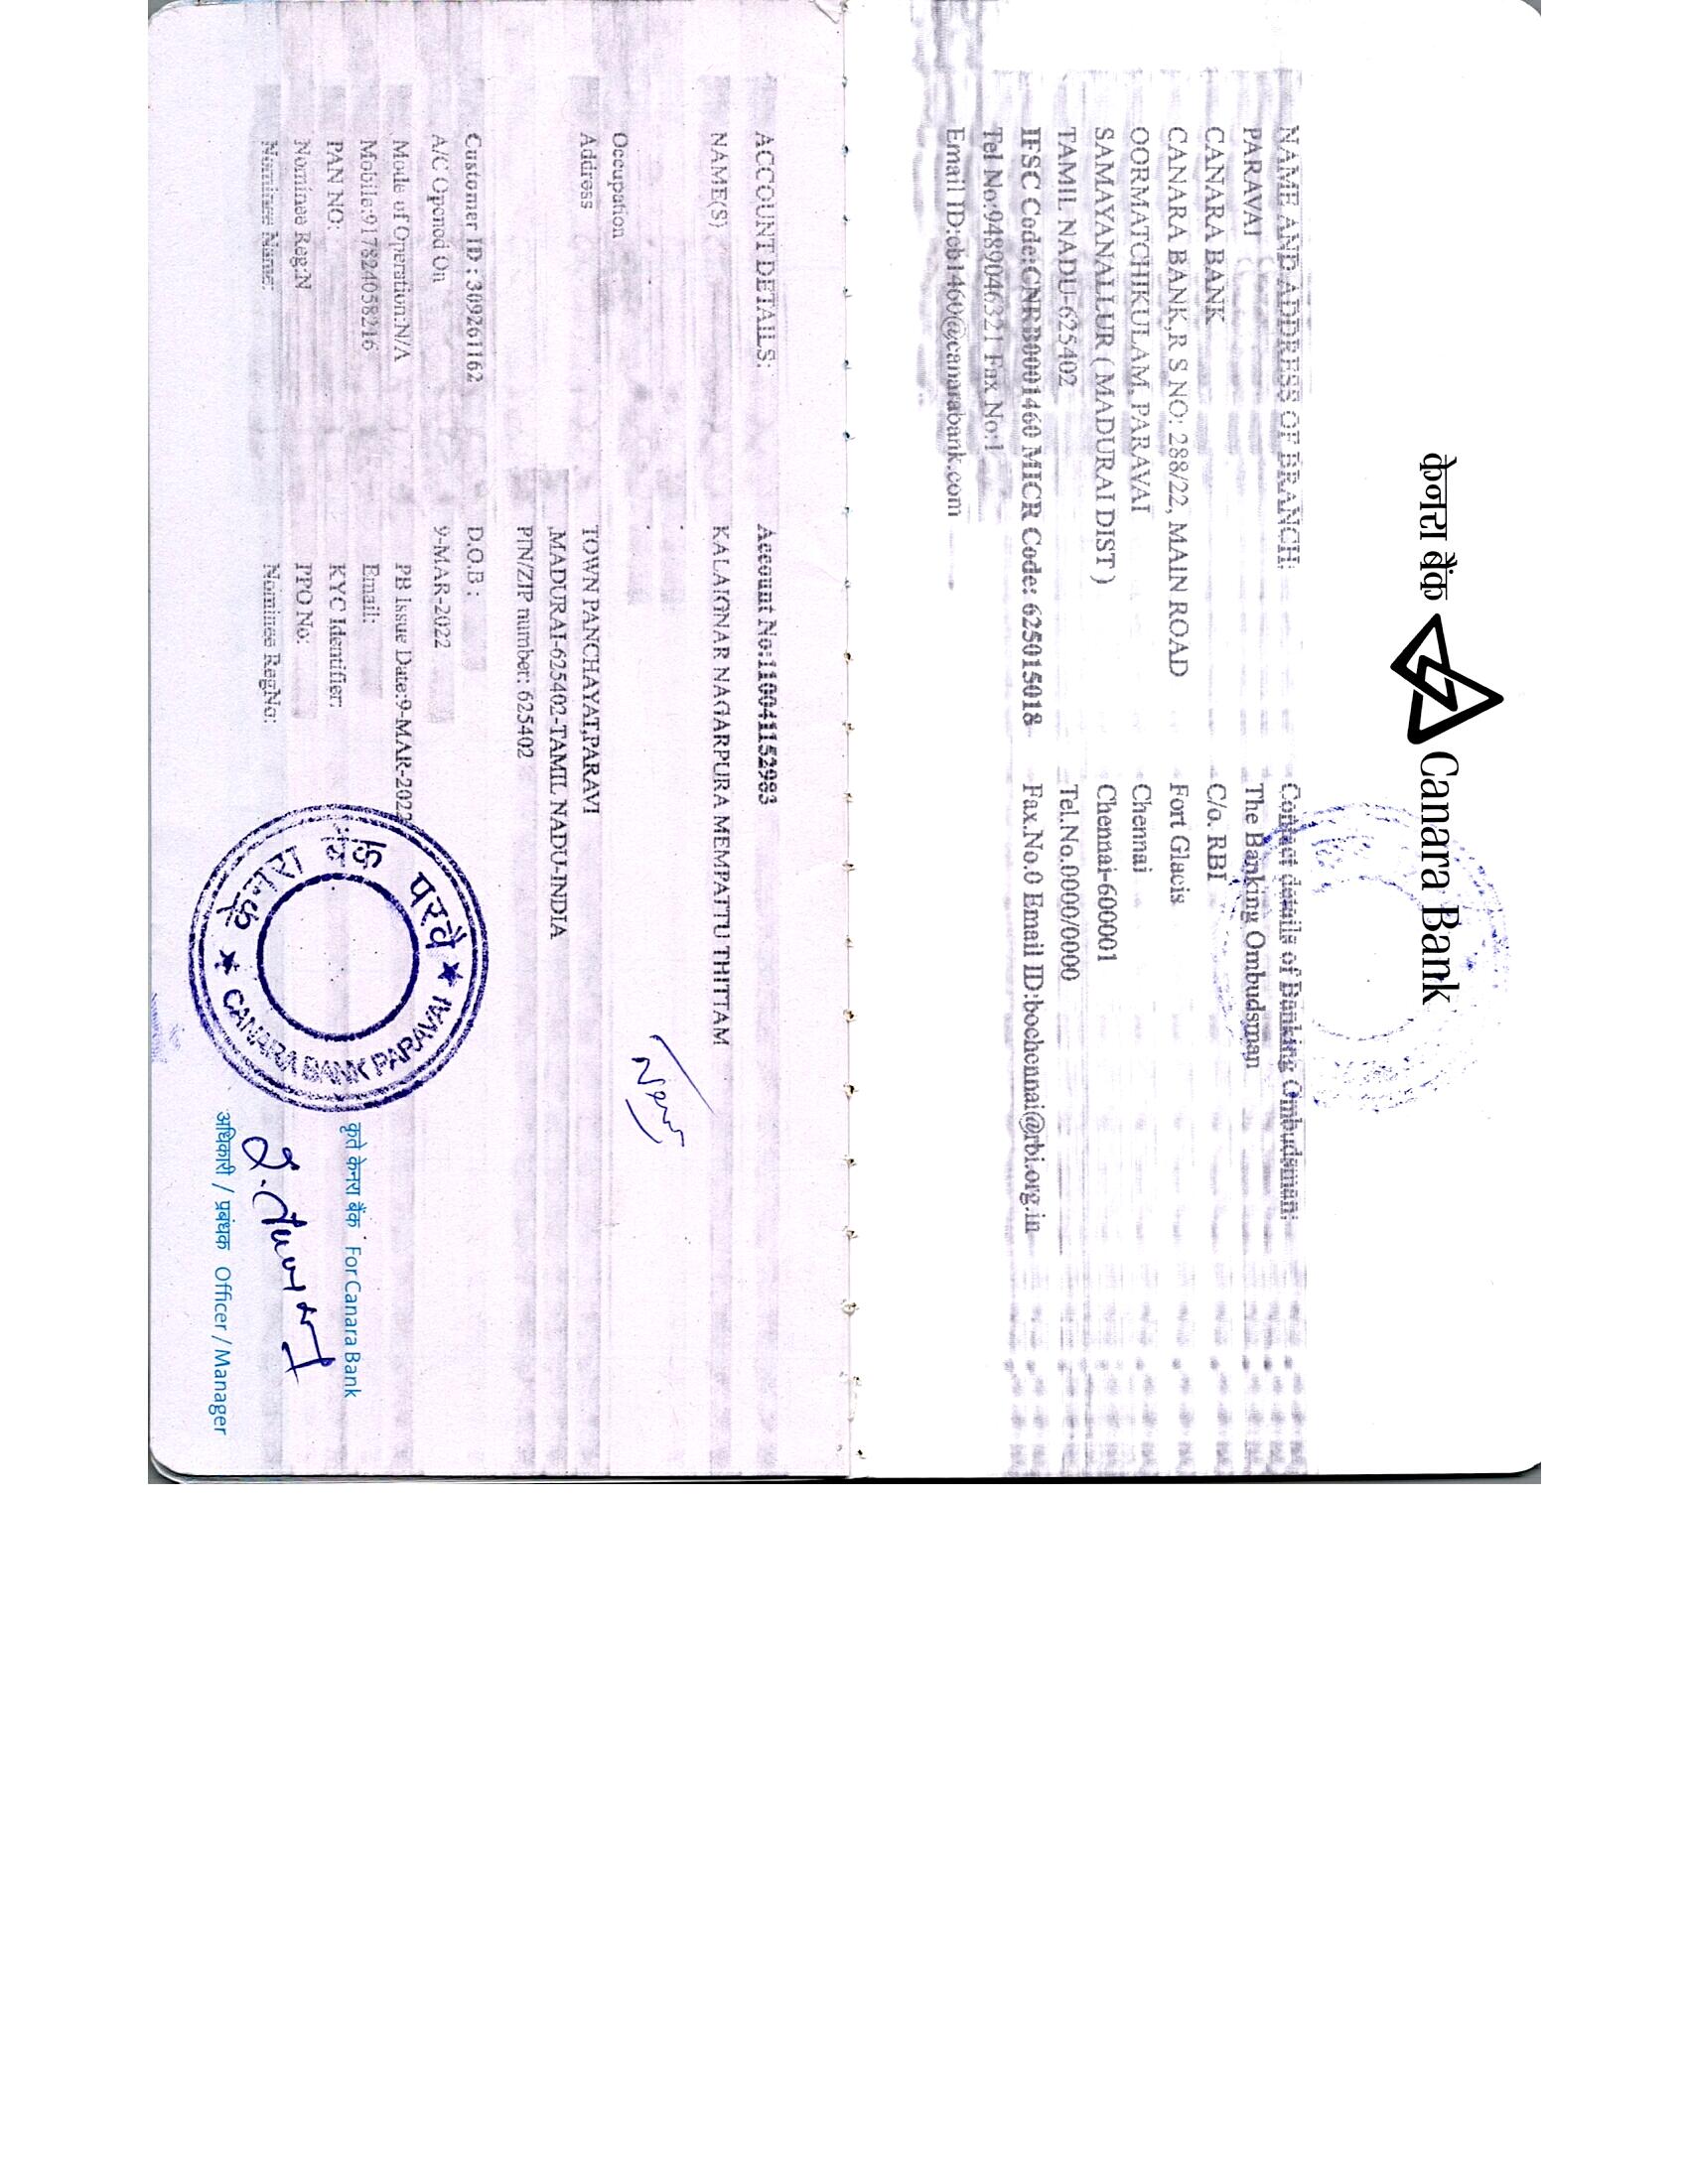 केनरा बैंक Canara Bank
NAME AND ADDRESS OF BRANCH:
PARAVAI
CANARA BANK
CANARA BANK,R S NO: 288/22, MAIN ROAD
OORMATCHIKULAM, PARAVAI
SAMAYANALLUR ( MADURAI DIST )
TAMIL NADU-625402
IFSC Code:CNRB0001460 MICR Code: 625015018
Tel No:9489046321 Fax No:1
Email ID:cb1460@canarabank.com
Contact details of Banking Ombudsman:
The Banking Ombudsman
C/o. RBI
Fort Glacis
Chennai
Chennai-600001
Tel.No.0000/0000
Fax.No.0 Email ID:bochennai@rbi.org.in
ACCOUNT DETAILS: Account No:110041152983
NAME(S) KALAIGNAR NAGARPURA MEMPATTU THITTAM
.
.
New
Occupation
Address TOWN PANCHAYAT,PARAVI
,MADURAI-625402-TAMIL NADU-INDIA
PIN/ZIP number: 625402
Customer ID : 309261162 D.O.B :
A/C Opened On 9-MAR-2022
Mode of Operation:N/A PB Issue Date:9-MAR-2022
Mobile:917824058216 Email:
PAN NO: KYC Identifier:
Nominee Reg:N PPO No:
Nominee Name: Nominee RegNo:
केनरा बैंक परवै ★ CANARA BANK PARAVAI ★
कृते केनरा बैंक For Canara Bank
अधिकारी / प्रबंधक Officer / Manager